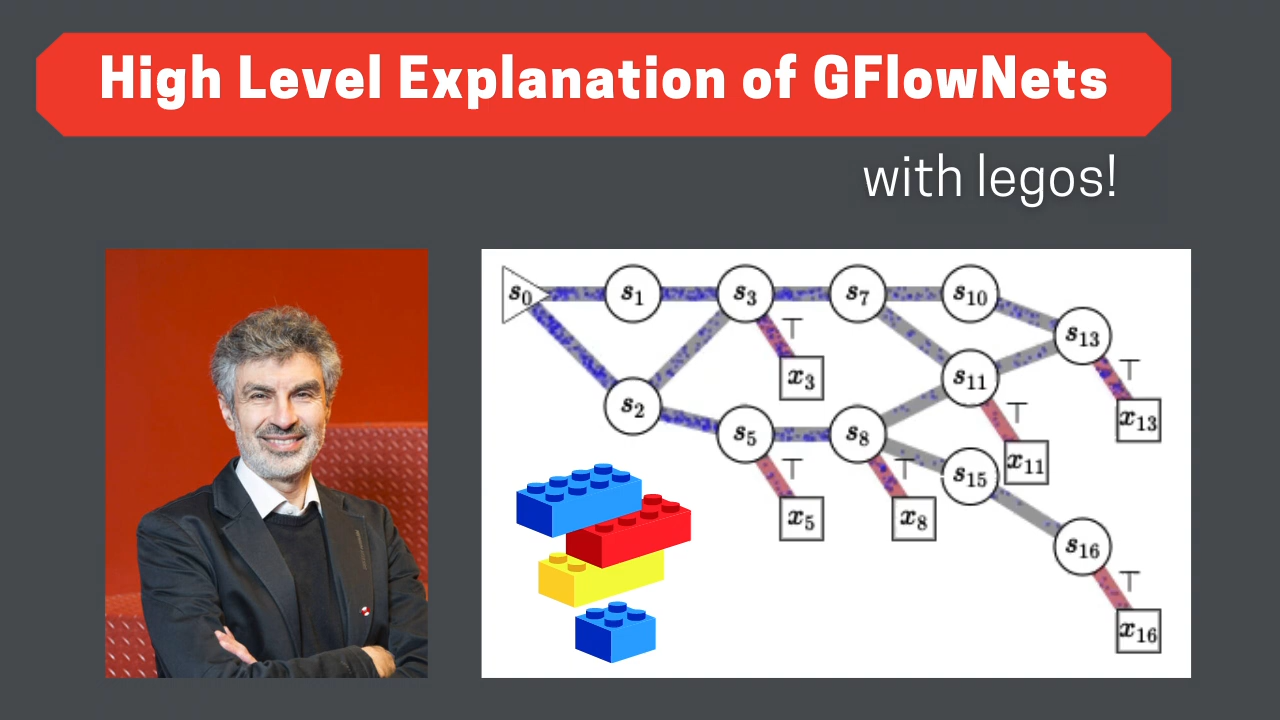 High Level Explanation of GFlowNets
with legos!
s0
s1
s3
s7
s10
s13
⊤
x3
⊤
x13
s2
s11
⊤
x11
s5
s8
s15
⊤
x5
⊤
x8
s16
⊤
x16